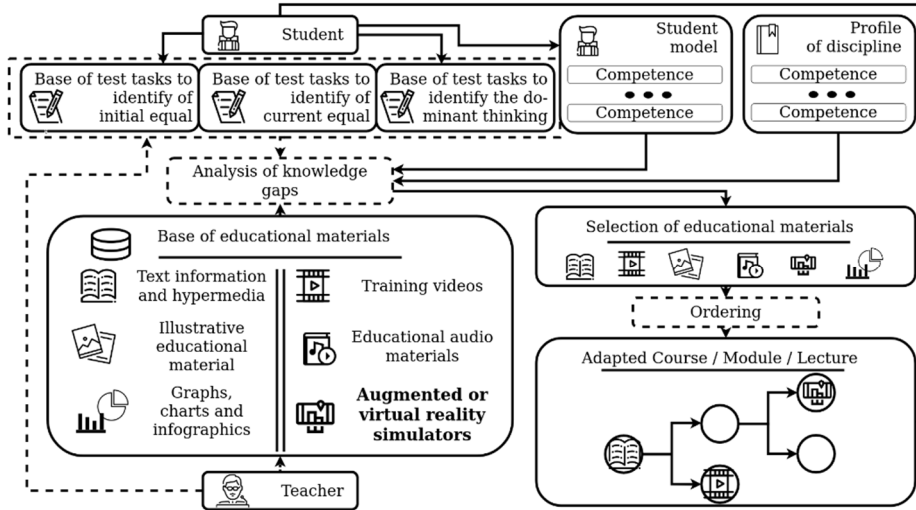 Student
Student
model
Competence
Competence
Profile
of discipline
Competence
Competence
Base of test tasks to
identify of
initial equal
Base of test tasks to
identify of
current equal
Base of test tasks to
identify the do-
minant thinking
Analysis of knowledge
gaps
Base of educational materials
Text information
and hypermedia
Training videos
Illustrative
educational
material
Educational audio
materials
Graphs,
charts and
infographics
Augmented or
virtual reality
simulators
Teacher
Selection of educational materials
Ordering
Adapted Course / Module / Lecture